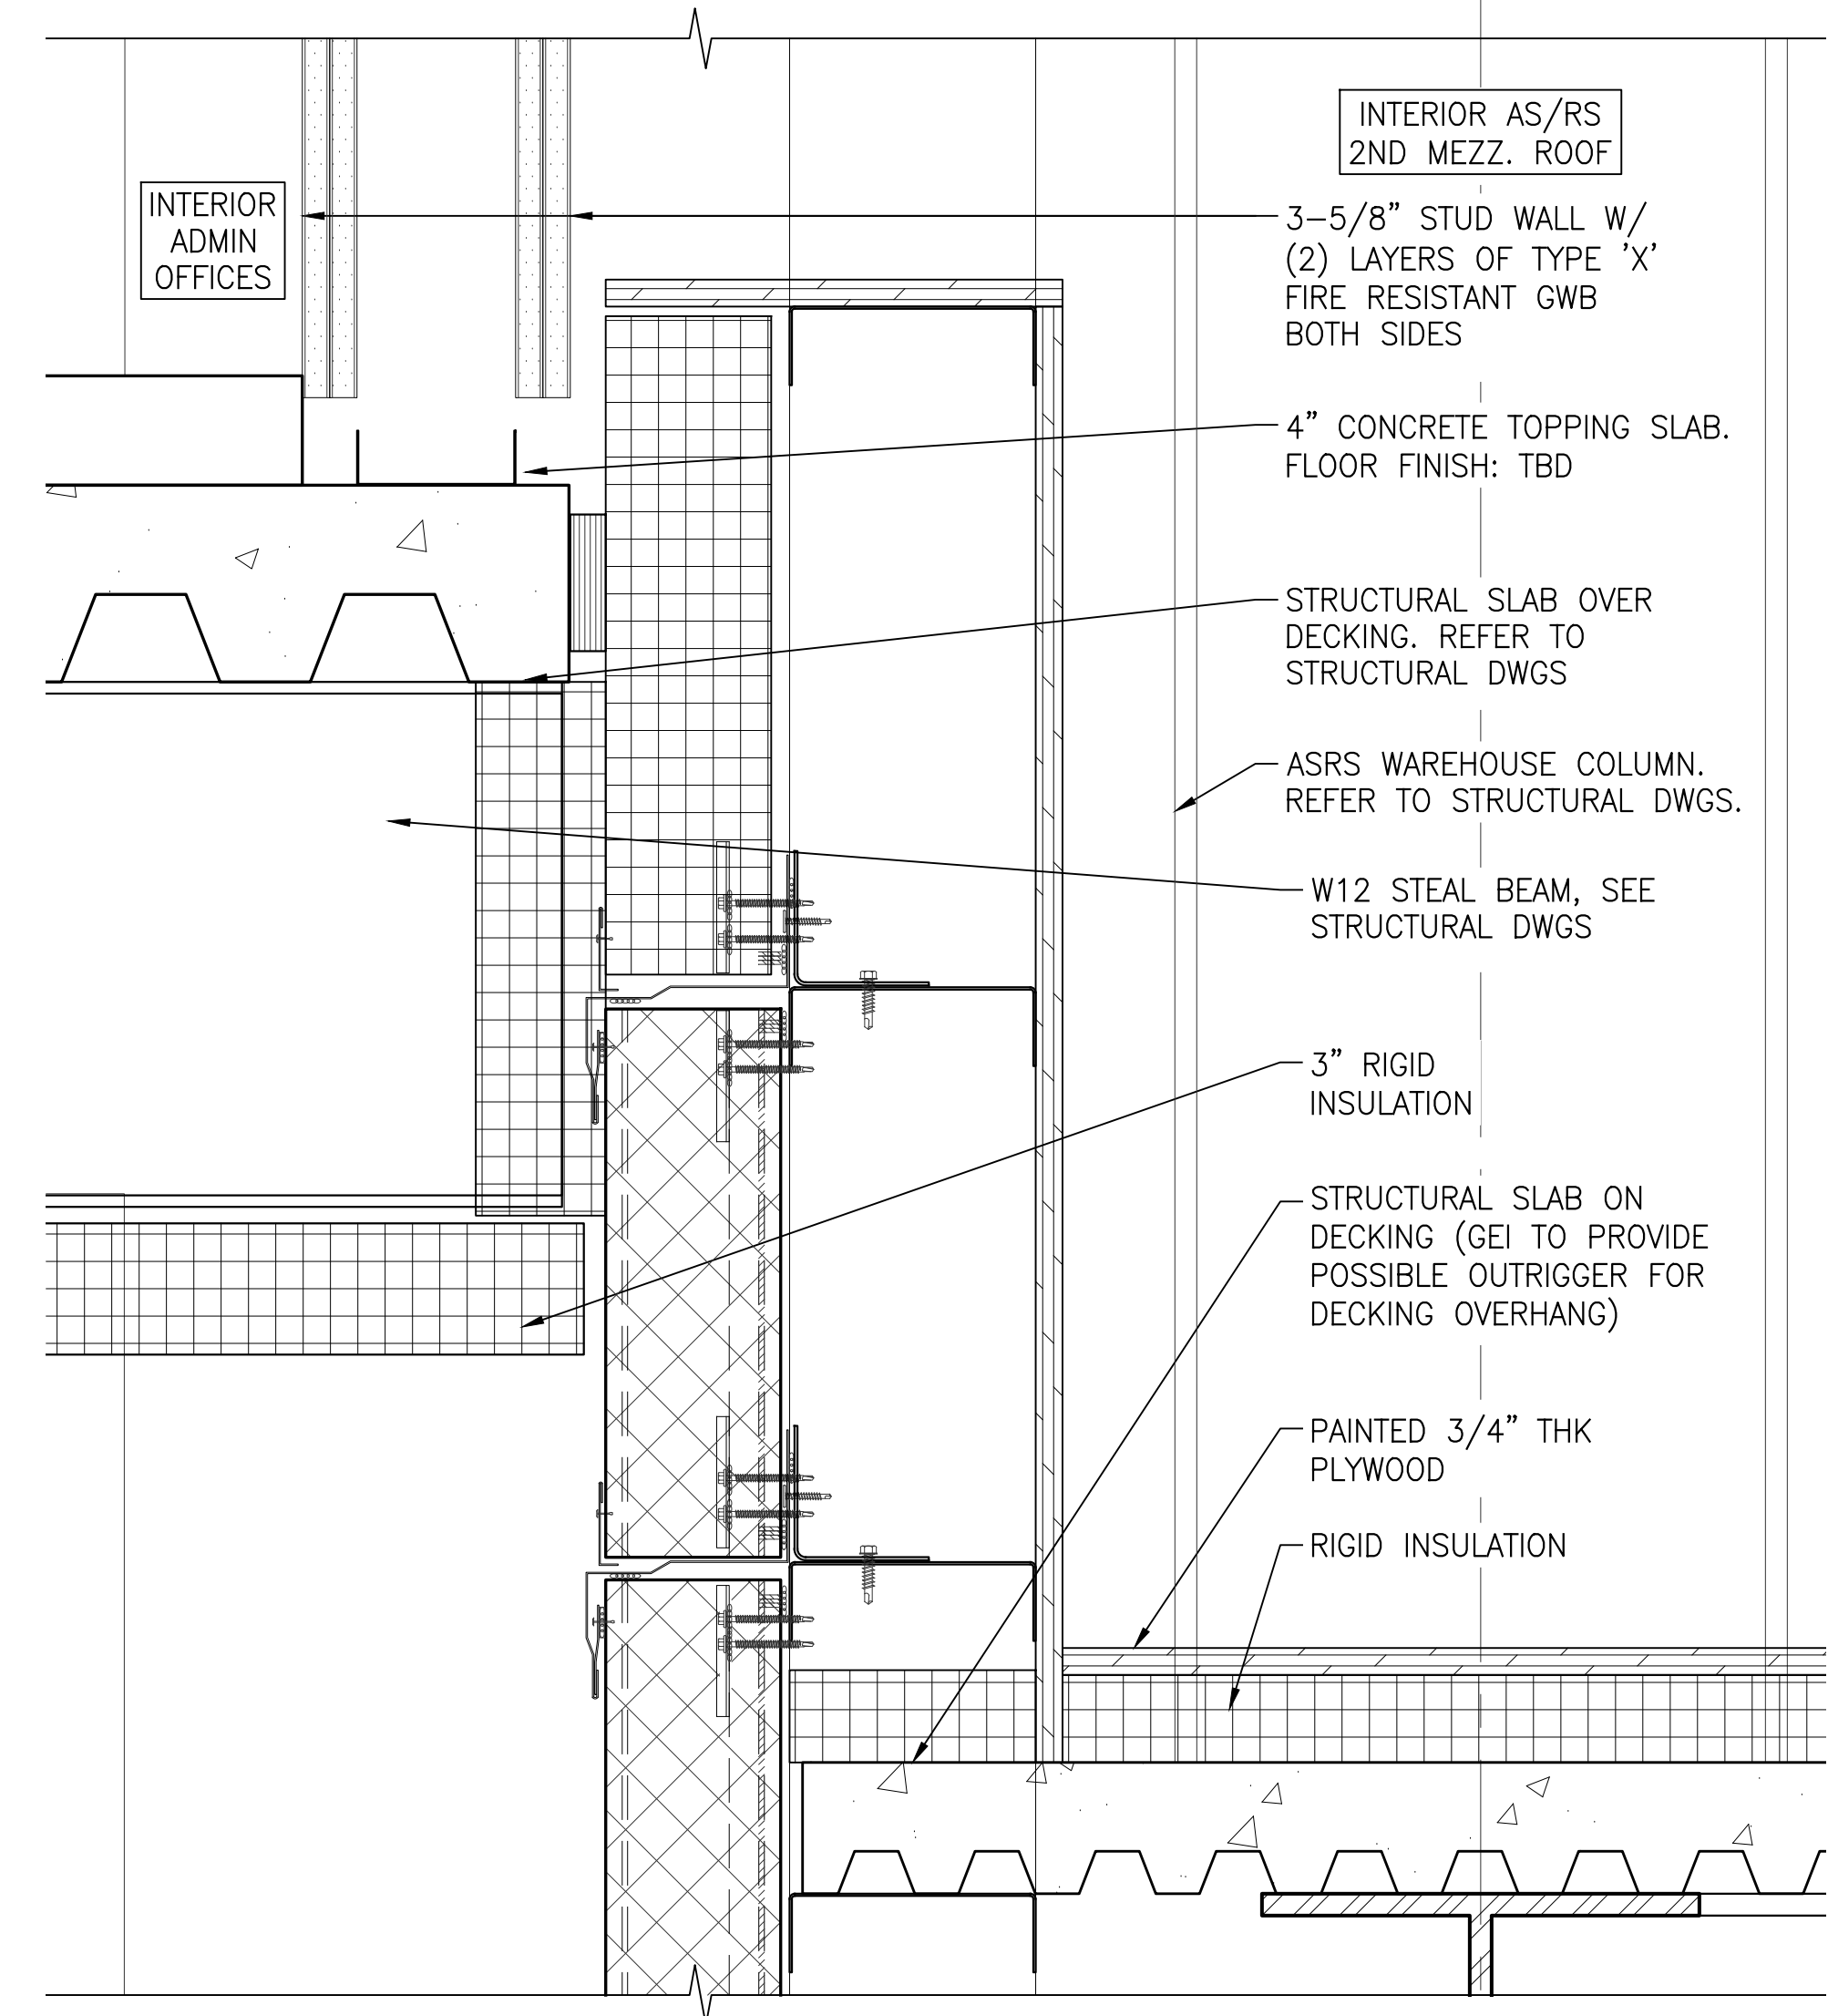 INTERIOR AS/RS
2ND MEZZ. ROOF
INTERIOR
ADMIN
OFFICES
3-5/8" STUD WALL W/
(2) LAYERS OF TYPE 'X'
FIRE RESISTANT GWB
BOTH SIDES
4" CONCRETE TOPPING SLAB.
FLOOR FINISH: TBD
STRUCTURAL SLAB OVER
DECKING. REFER TO
STRUCTURAL DWGS
ASRS WAREHOUSE COLUMN.
REFER TO STRUCTURAL DWGS.
W12 STEAL BEAM, SEE
STRUCTURAL DWGS
3" RIGID
INSULATION
STRUCTURAL SLAB ON
DECKING (GEI TO PROVIDE
POSSIBLE OUTRIGGER FOR
DECKING OVERHANG)
PAINTED 3/4" THK
PLYWOOD
RIGID INSULATION